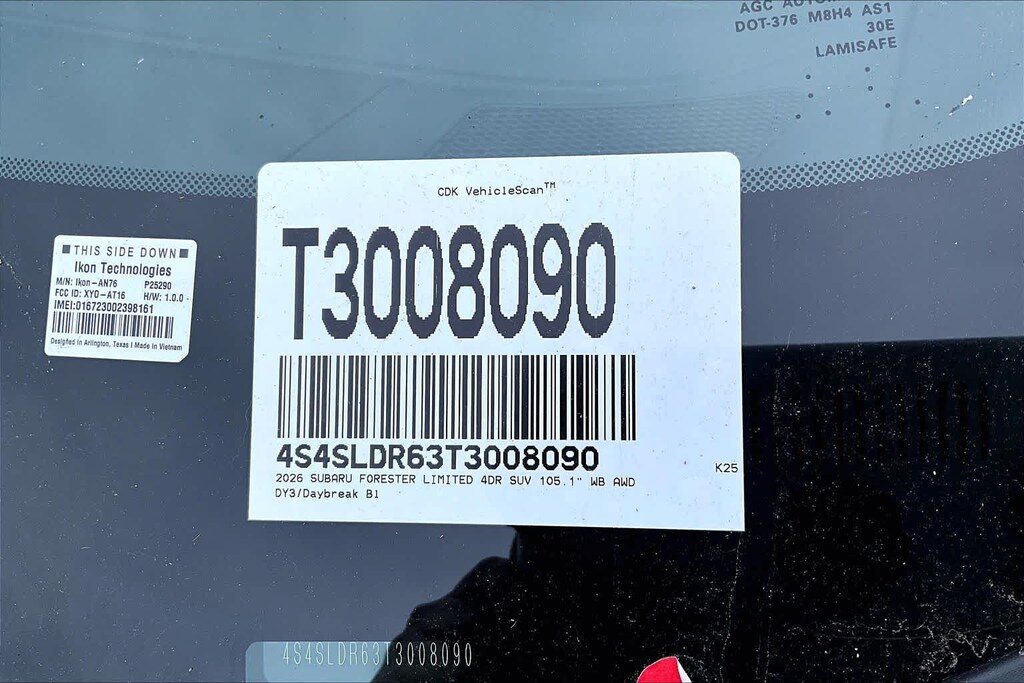 AGC
DOT-376 M8H4 AS1
30E
LAMISAFE
CDK VehicleScan™
T3008090
4S4SLDR63T3008090
2026 SUBARU FORESTER LIMITED 4DR SUV 105.1" WB AWD
DY3/Daybreak Bl
K25
THIS SIDE DOWN
Ikon Technologies
M/N: Ikon-AN76 P25290
FCC ID: XYO-AT16 H/W: 1.0.0
IMEI:016723002398161
Designed in Arlington, Texas I Made in Vietnam
4S4SLDR63T3008090